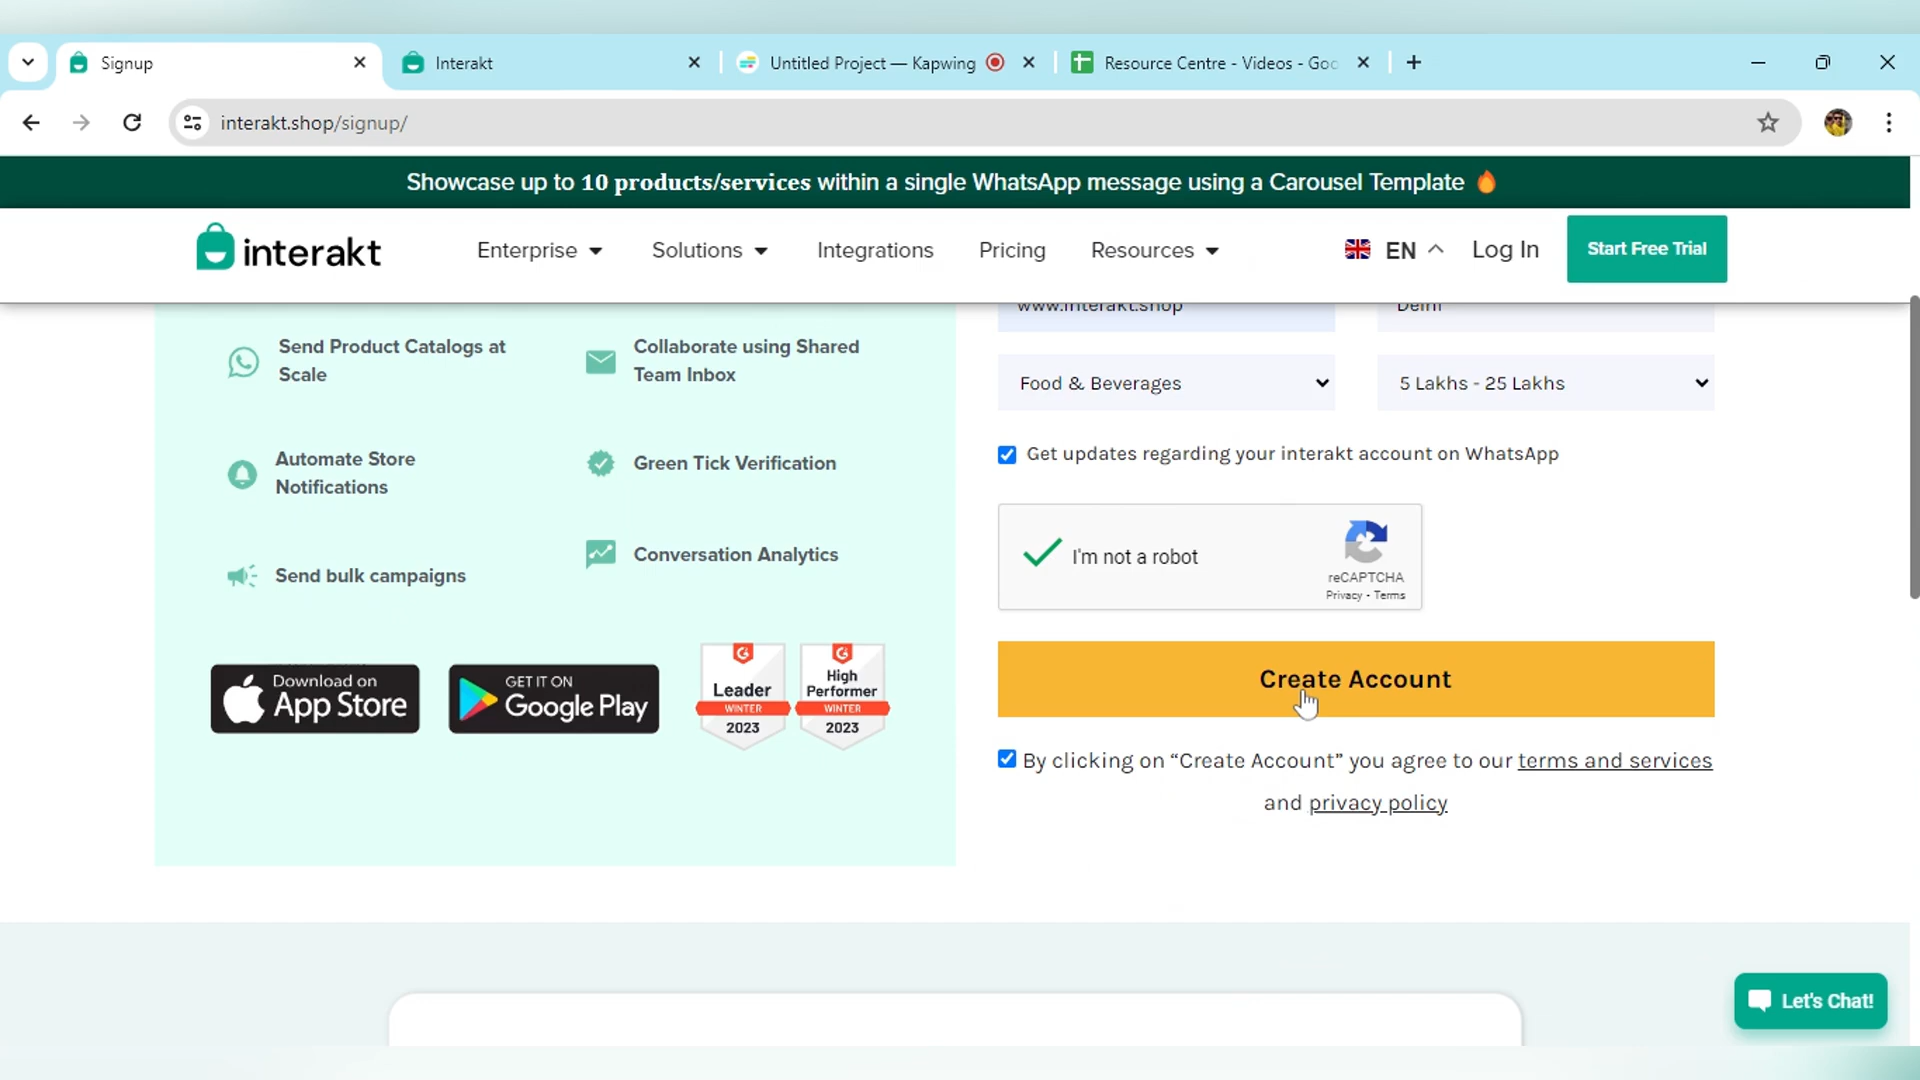 Signup
Interakt
Untitled Project — Kapwing
Resource Centre - Videos - Goo
interakt.shop/signup/
Showcase up to 10 products/services within a single WhatsApp message using a Carousel Template 🔥
interakt
Enterprise
Solutions
Integrations
Pricing
Resources
EN
Log In
Start Free Trial
www.interakt.shop
Delhi
Send Product Catalogs at
Scale
Collaborate using Shared
Team Inbox
Food & Beverages
5 Lakhs - 25 Lakhs
Automate Store
Notifications
Green Tick Verification
Get updates regarding your interakt account on WhatsApp
Send bulk campaigns
Conversation Analytics
I'm not a robot
reCAPTCHA
Privacy - Terms
Download on
App Store
GET IT ON
Google Play
Leader
WINTER
2023
High
Performer
WINTER
2023
Create Account
By clicking on “Create Account” you agree to our terms and services
and privacy policy
Let's Chat!